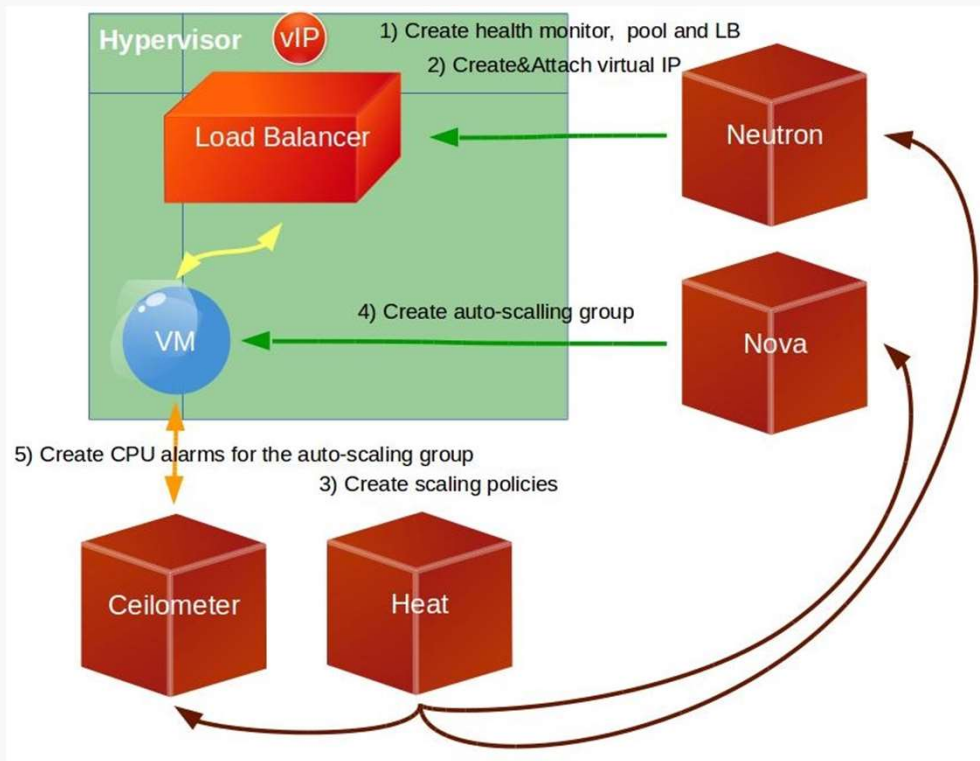 Hypervisor
vIP
1) Create health monitor, pool and LB
2) Create&Attach virtual IP
Load Balancer
Neutron
4) Create auto-scalling group
VM
Nova
5) Create CPU alarms for the auto-scaling group
3) Create scaling policies
Ceilometer
Heat